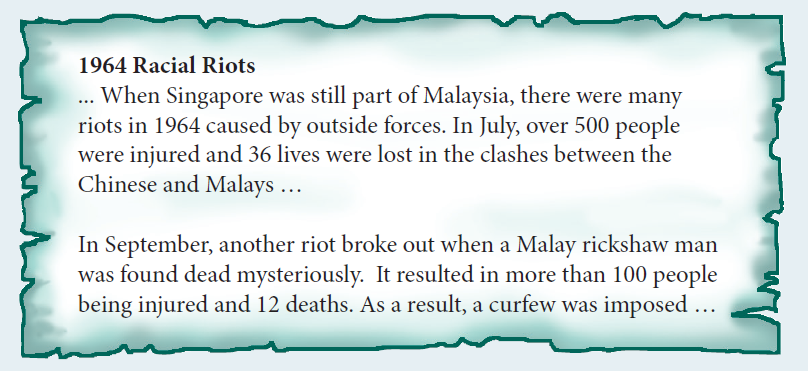 1964 Racial Riots
... When Singapore was still part of Malaysia, there were many
riots in 1964 caused by outside forces. In July, over 500 people
were injured and 36 lives were lost in the clashes between the
Chinese and Malays ...
In September, another riot broke out when a Malay rickshaw man
was found dead mysteriously.  It resulted in more than 100 people
being injured and 12 deaths. As a result, a curfew was imposed ...